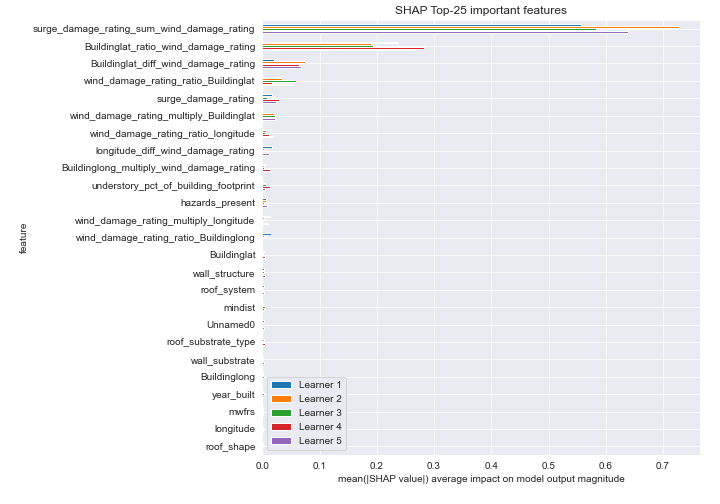 SHAP Top-25 important features
surge_damage_rating_sum_wind_damage_rating
Buildinglat_ratio_wind_damage_rating
Buildinglat_diff_wind_damage_rating
wind_damage_rating_ratio_Buildinglat
surge_damage_rating
wind_damage_rating_multiply_Buildinglat
wind_damage_rating_ratio_longitude
longitude_diff_wind_damage_rating
Buildinglong_multiply_wind_damage_rating
understory_pct_of_building_footprint
hazards_present
wind_damage_rating_multiply_longitude
wind_damage_rating_ratio_Buildinglong
Buildinglat
wall_structure
roof_system
mindist
Unnamed0
roof_substrate_type
wall_substrate
Buildinglong
year_built
mwfrs
longitude
roof_shape
feature
Learner 1
Learner 2
Learner 3
Learner 4
Learner 5
0.0 0.1 0.2 0.3 0.4 0.5 0.6 0.7
mean(|SHAP value|) average impact on model output magnitude